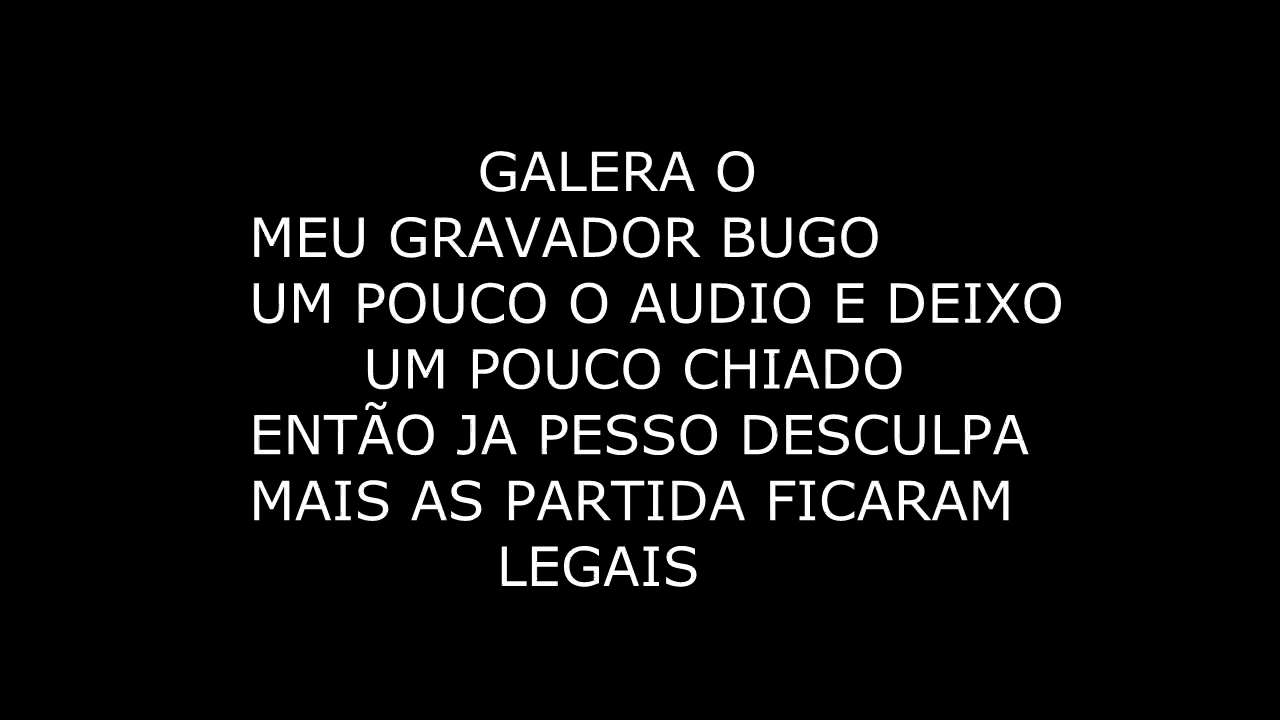 GALERA O
MEU GRAVADOR BUGO
UM POUCO O AUDIO E DEIXO
UM POUCO CHIADO
ENTÃO JA PESSO DESCULPA
MAIS AS PARTIDA FICARAM
LEGAIS